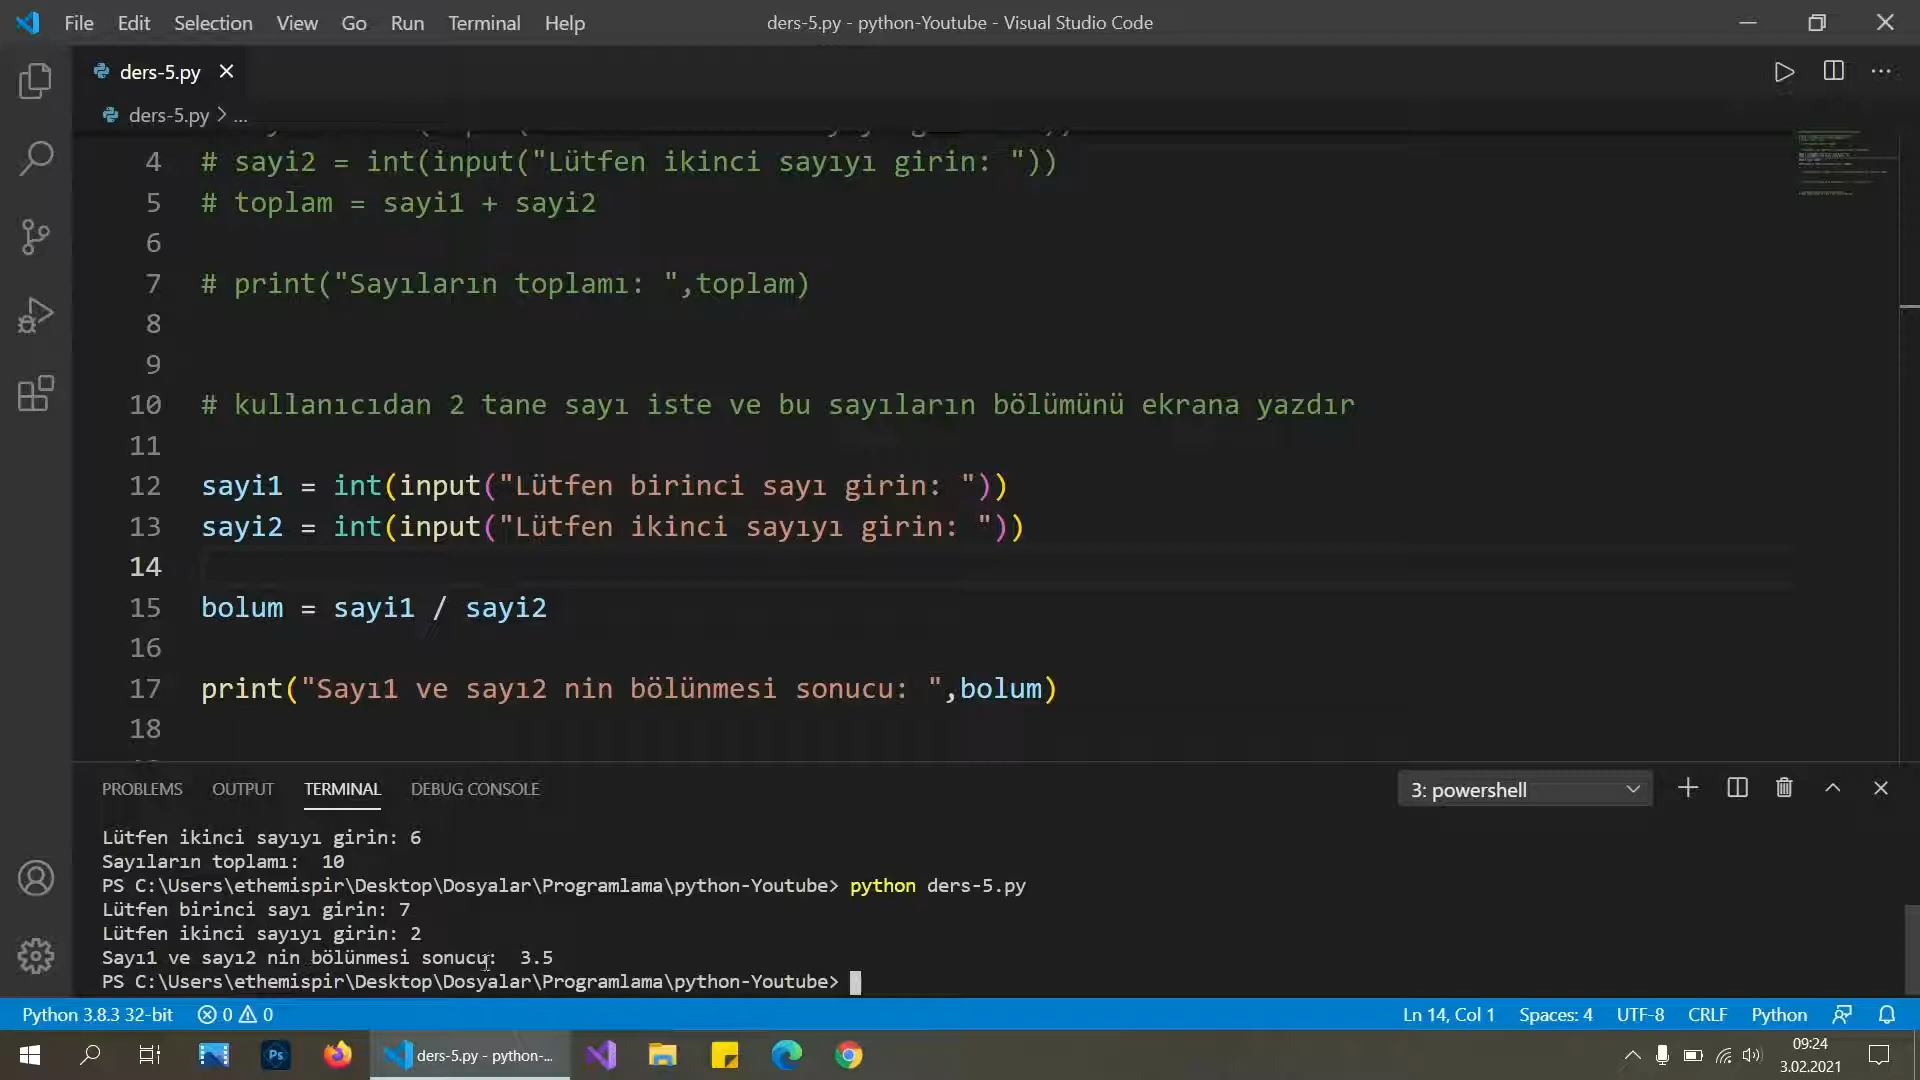 File Edit Selection View Go Run Terminal Help
ders-5.py - python-Youtube - Visual Studio Code
ders-5.py
ders-5.py > ...
4 # sayi2 = int(input("Lütfen ikinci sayıyı girin: "))
5 # toplam = sayi1 + sayi2
6
7 # print("Sayıların toplamı: ",toplam)
8
9
10 # kullanıcıdan 2 tane sayı iste ve bu sayıların bölümünü ekrana yazdır
11
12 sayi1 = int(input("Lütfen birinci sayı girin: "))
13 sayi2 = int(input("Lütfen ikinci sayıyı girin: "))
14
15 bolum = sayi1 / sayi2
16
17 print("Sayı1 ve sayı2 nin bölünmesi sonucu: ",bolum)
18
PROBLEMS OUTPUT TERMINAL DEBUG CONSOLE 3: powershell
Lütfen ikinci sayıyı girin: 6
Sayıların toplamı:  10
PS C:\Users\ethemispir\Desktop\Dosyalar\Programlama\python-Youtube> python ders-5.py
Lütfen birinci sayı girin: 7
Lütfen ikinci sayıyı girin: 2
Sayı1 ve sayı2 nin bölünmesi sonucu:  3.5
PS C:\Users\ethemispir\Desktop\Dosyalar\Programlama\python-Youtube>
Python 3.8.3 32-bit 0 0 Ln 14, Col 1 Spaces: 4 UTF-8 CRLF Python
Ps ders-5.py - python-... 09:24
3.02.2021